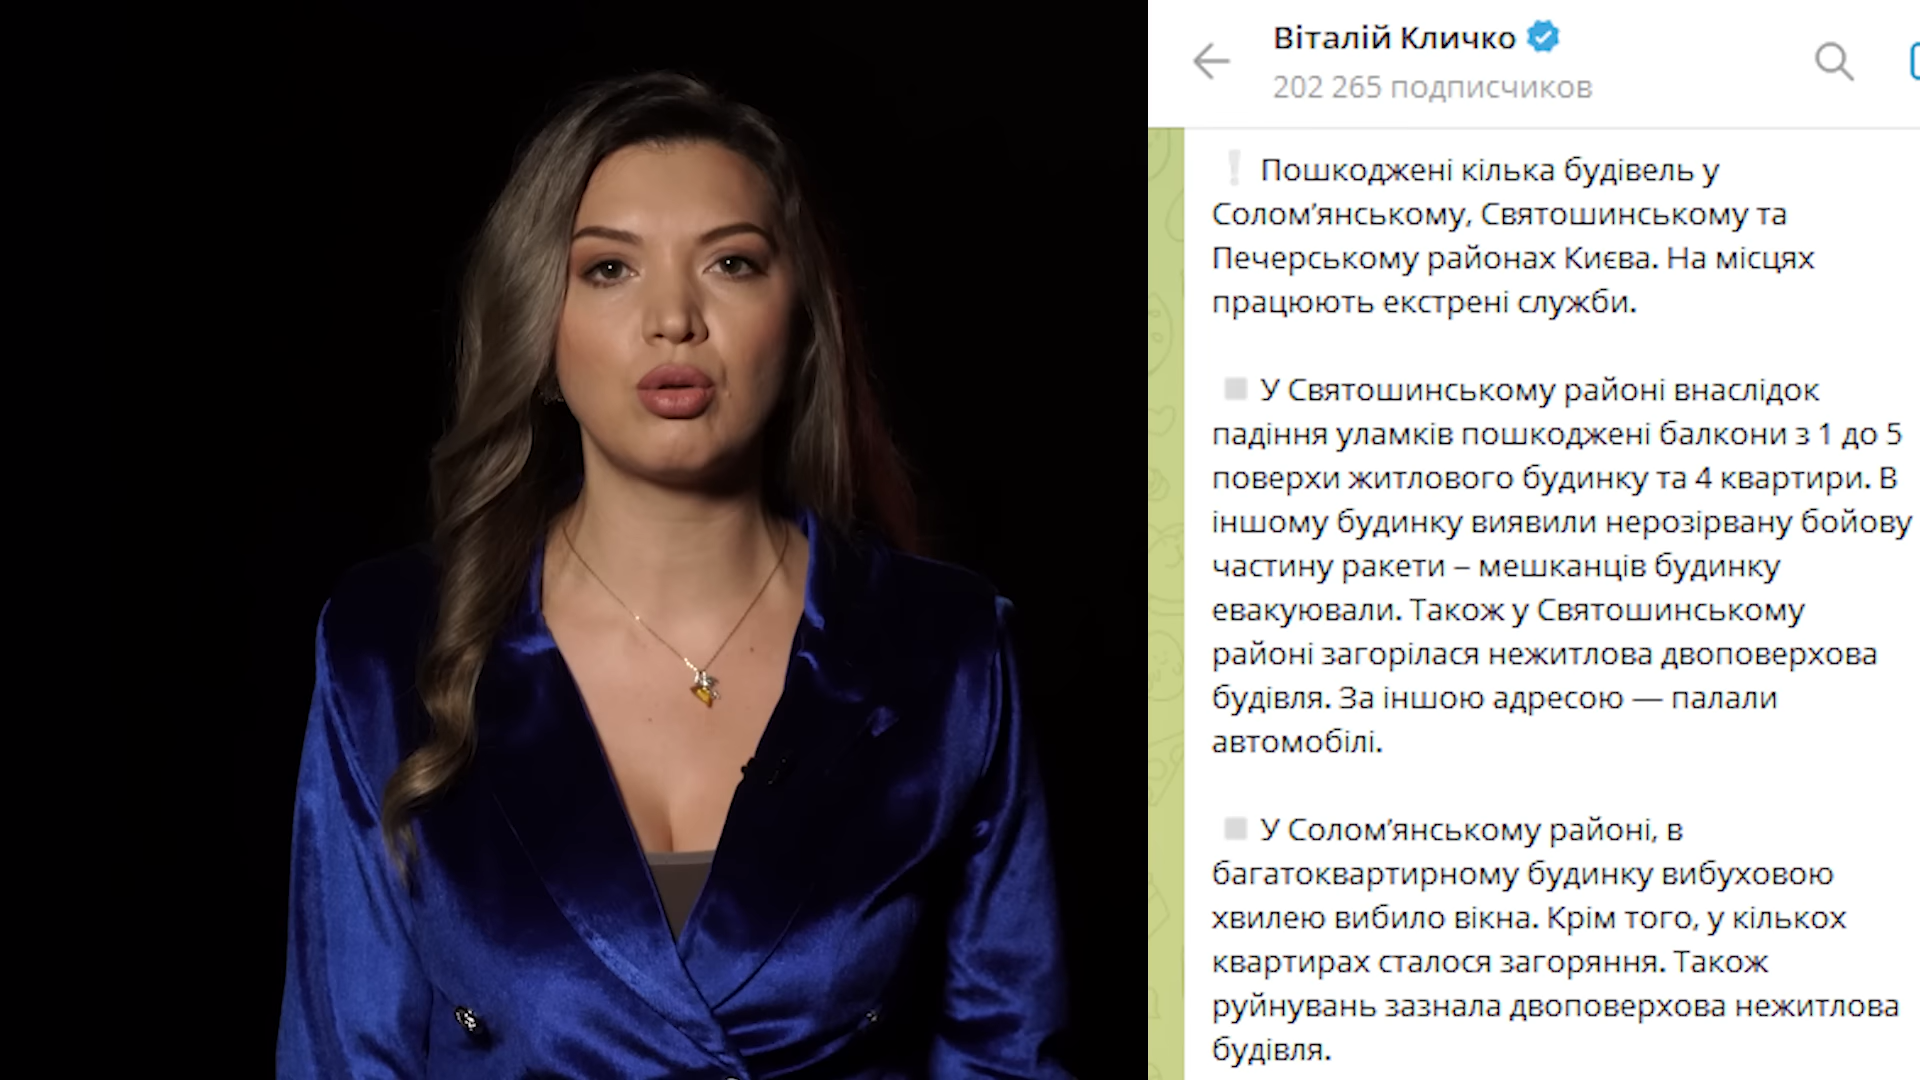 Віталій Кличко
202 265 подписчиков
❕ Пошкоджені кілька будівель у
Солом’янському, Святошинському та
Печерському районах Києва. На місцях
працюють екстрені служби.
◽ У Святошинському районі внаслідок
падіння уламків пошкоджені балкони з 1 до 5
поверхи житлового будинку та 4 квартири. В
іншому будинку виявили нерозірвану бойову
частину ракети – мешканців будинку
евакуювали. Також у Святошинському
районі загорілася нежитлова двоповерхова
будівля. За іншою адресою — палали
автомобілі.
◽ У Солом’янському районі, в
багатоквартирному будинку вибуховою
хвилею вибило вікна. Крім того, у кількох
квартирах сталося загоряння. Також
руйнувань зазнала двоповерхова нежитлова
будівля.